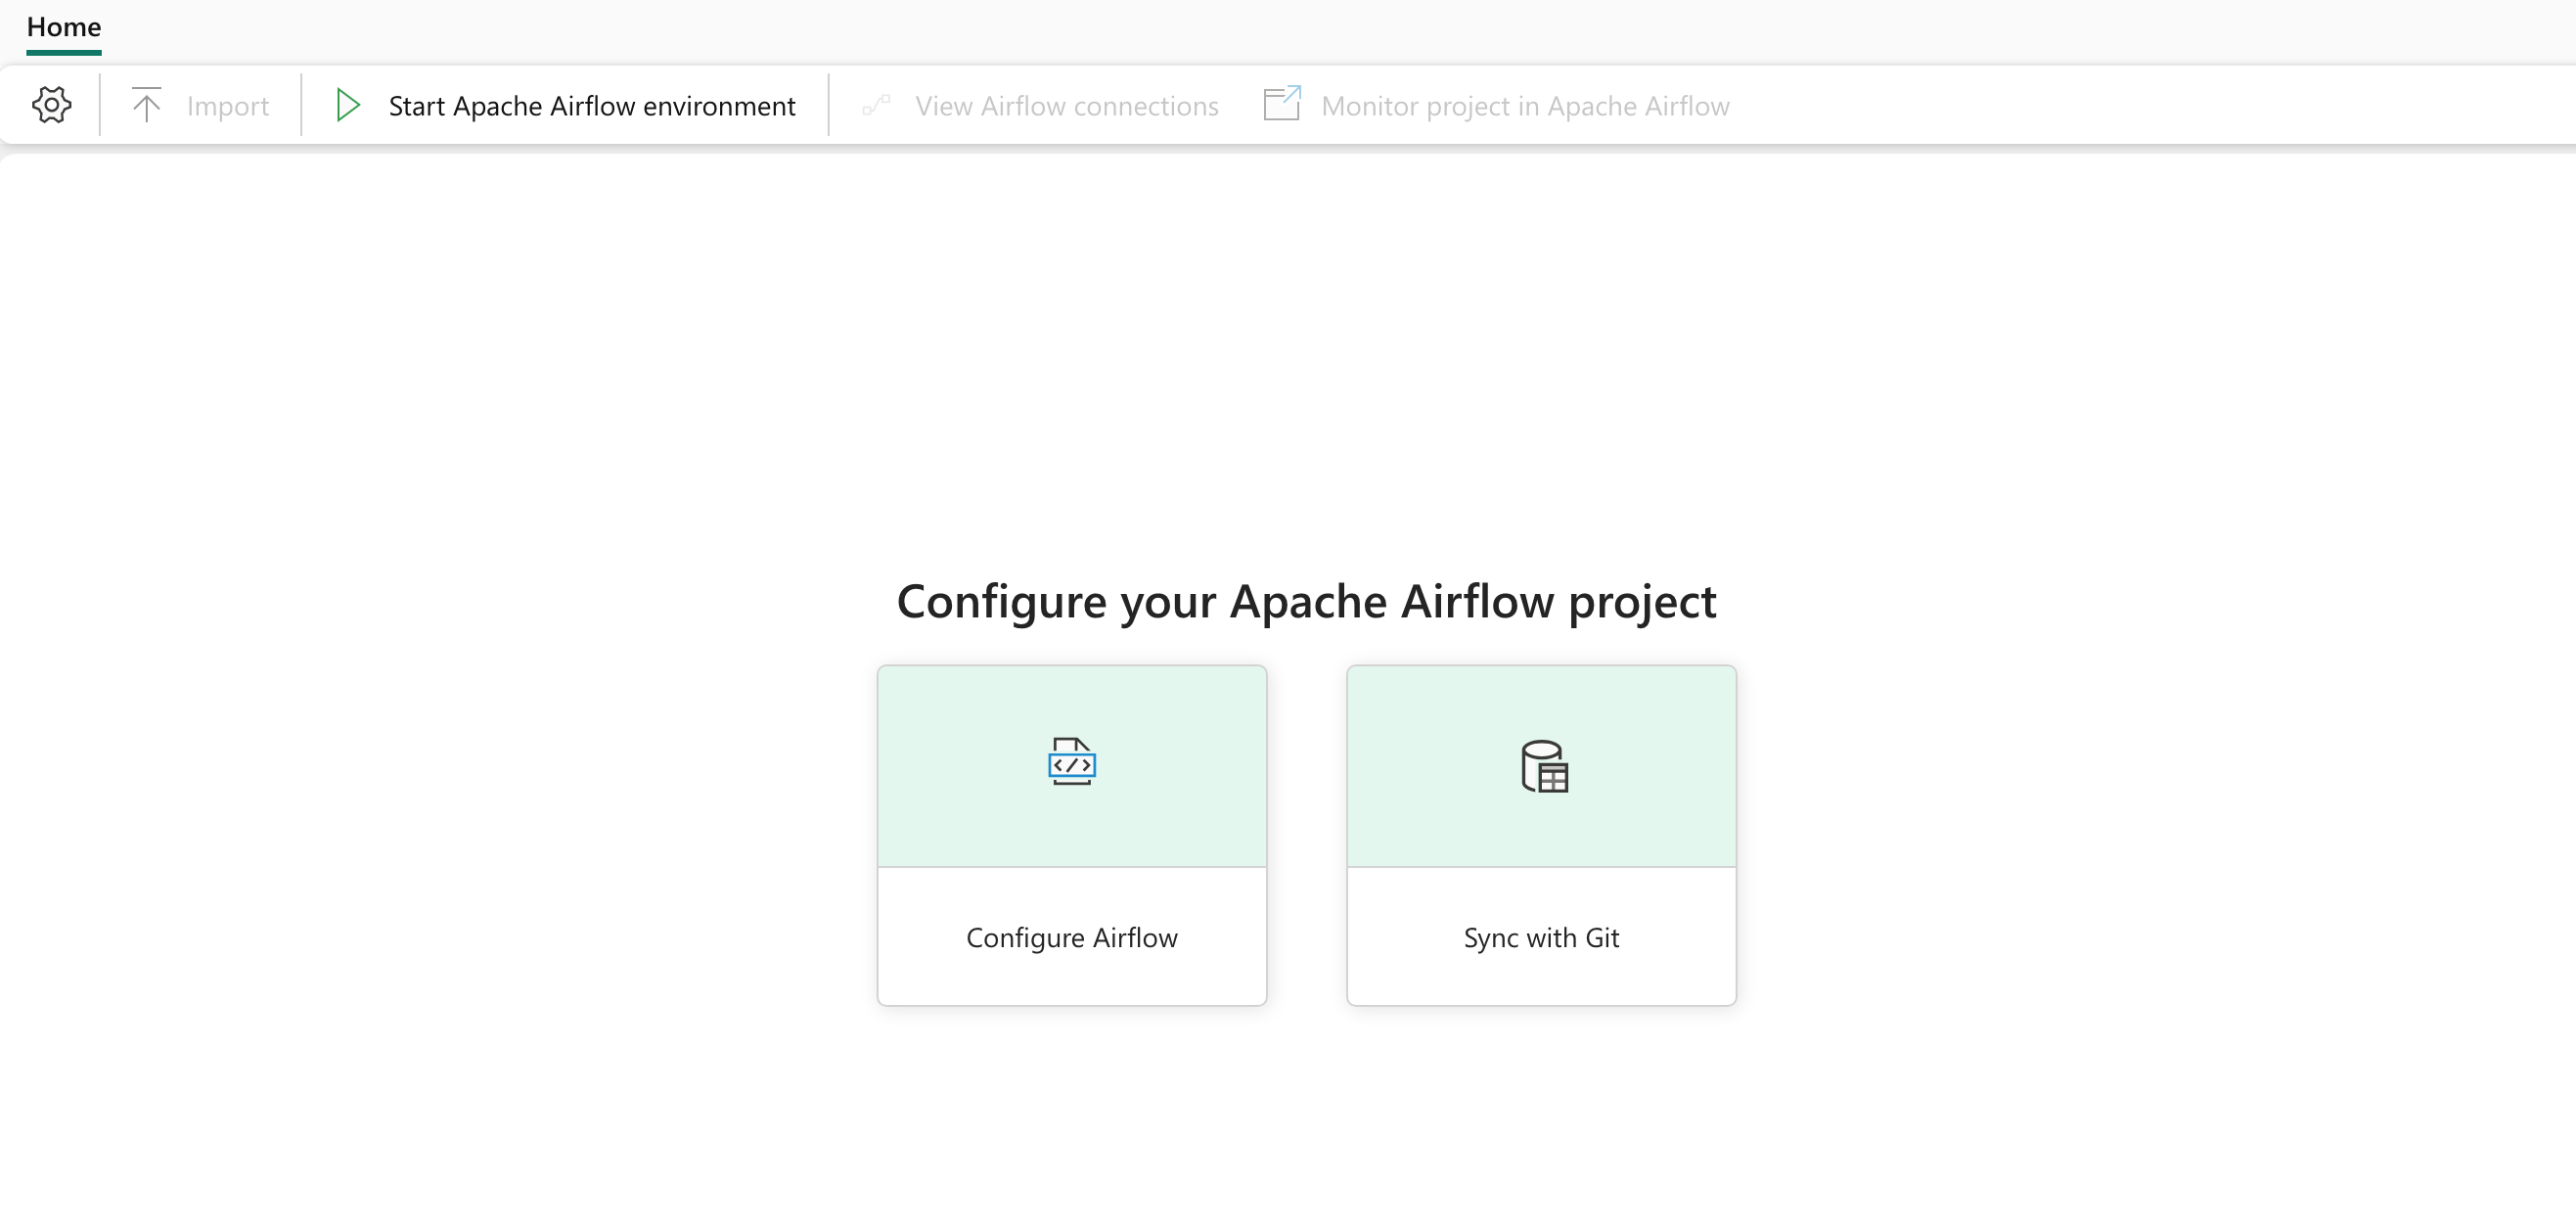 Home
Import
Start Apache Airflow environment
View Airflow connections
Monitor project in Apache Airflow
Configure your Apache Airflow project
Configure Airflow
Sync with Git